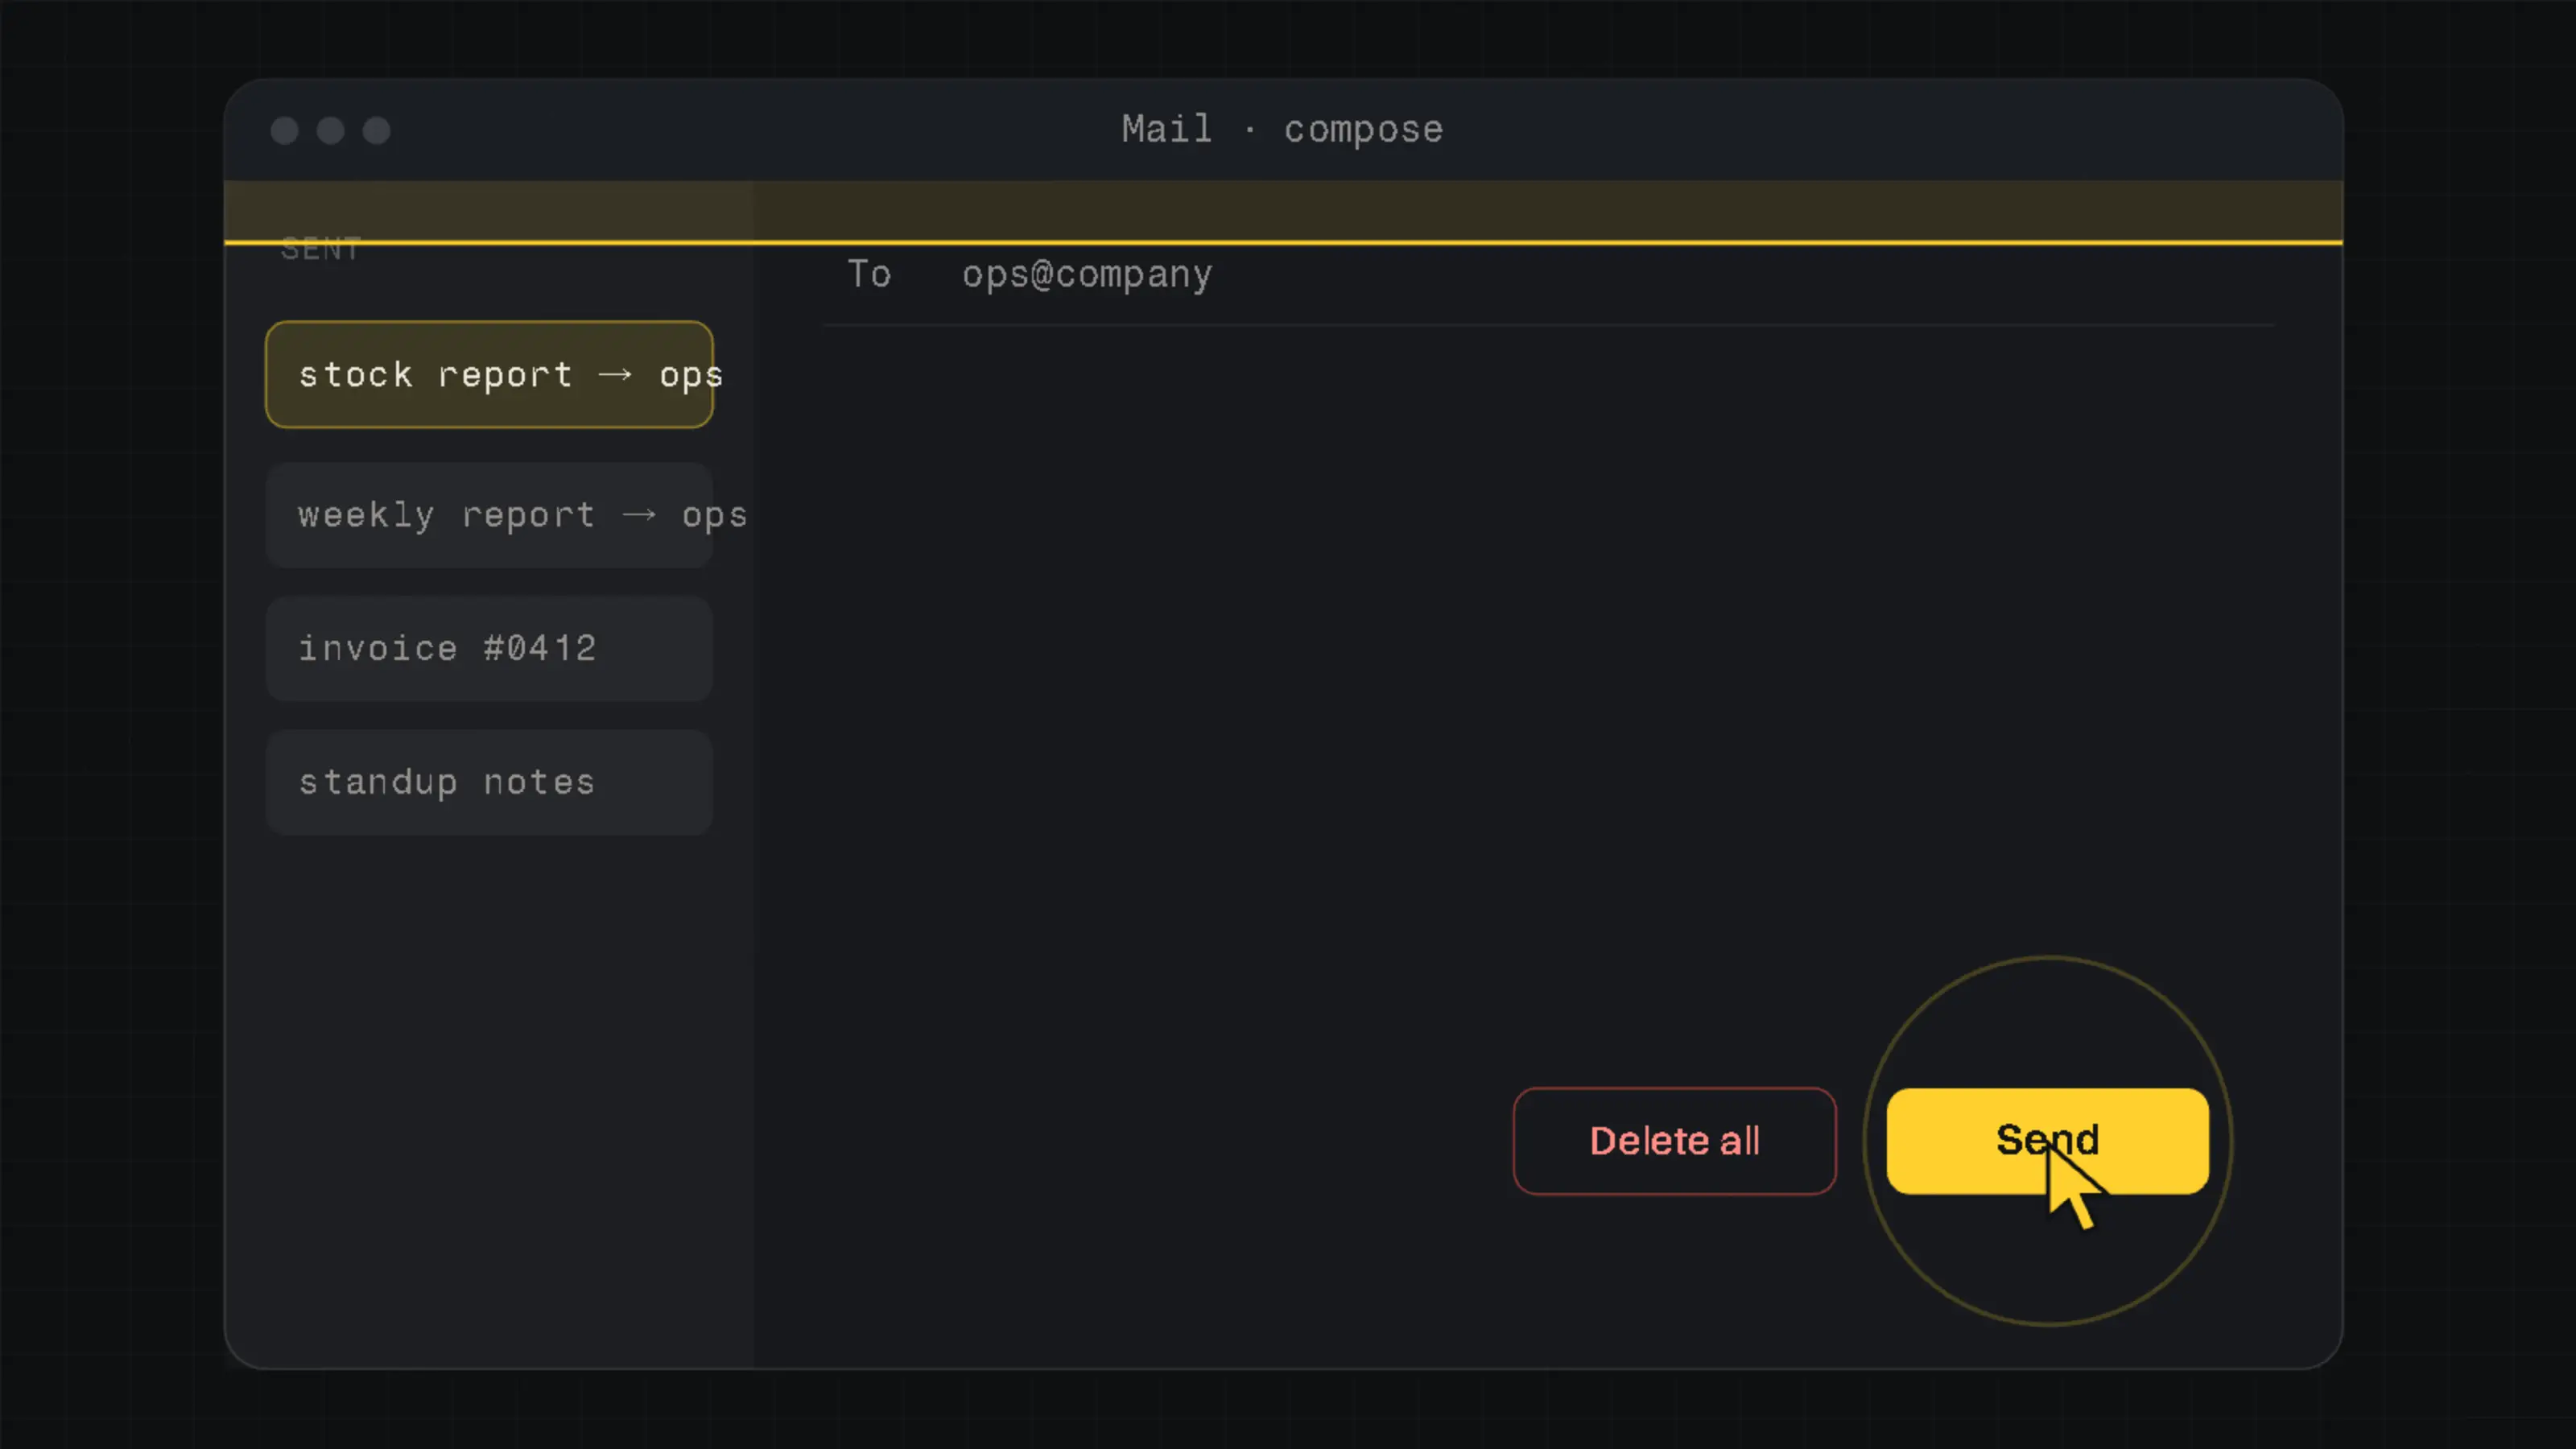 Mail · compose
SENT
stock report → ops
weekly report → ops
invoice #0412
standup notes
To ops@company
Delete all
Send